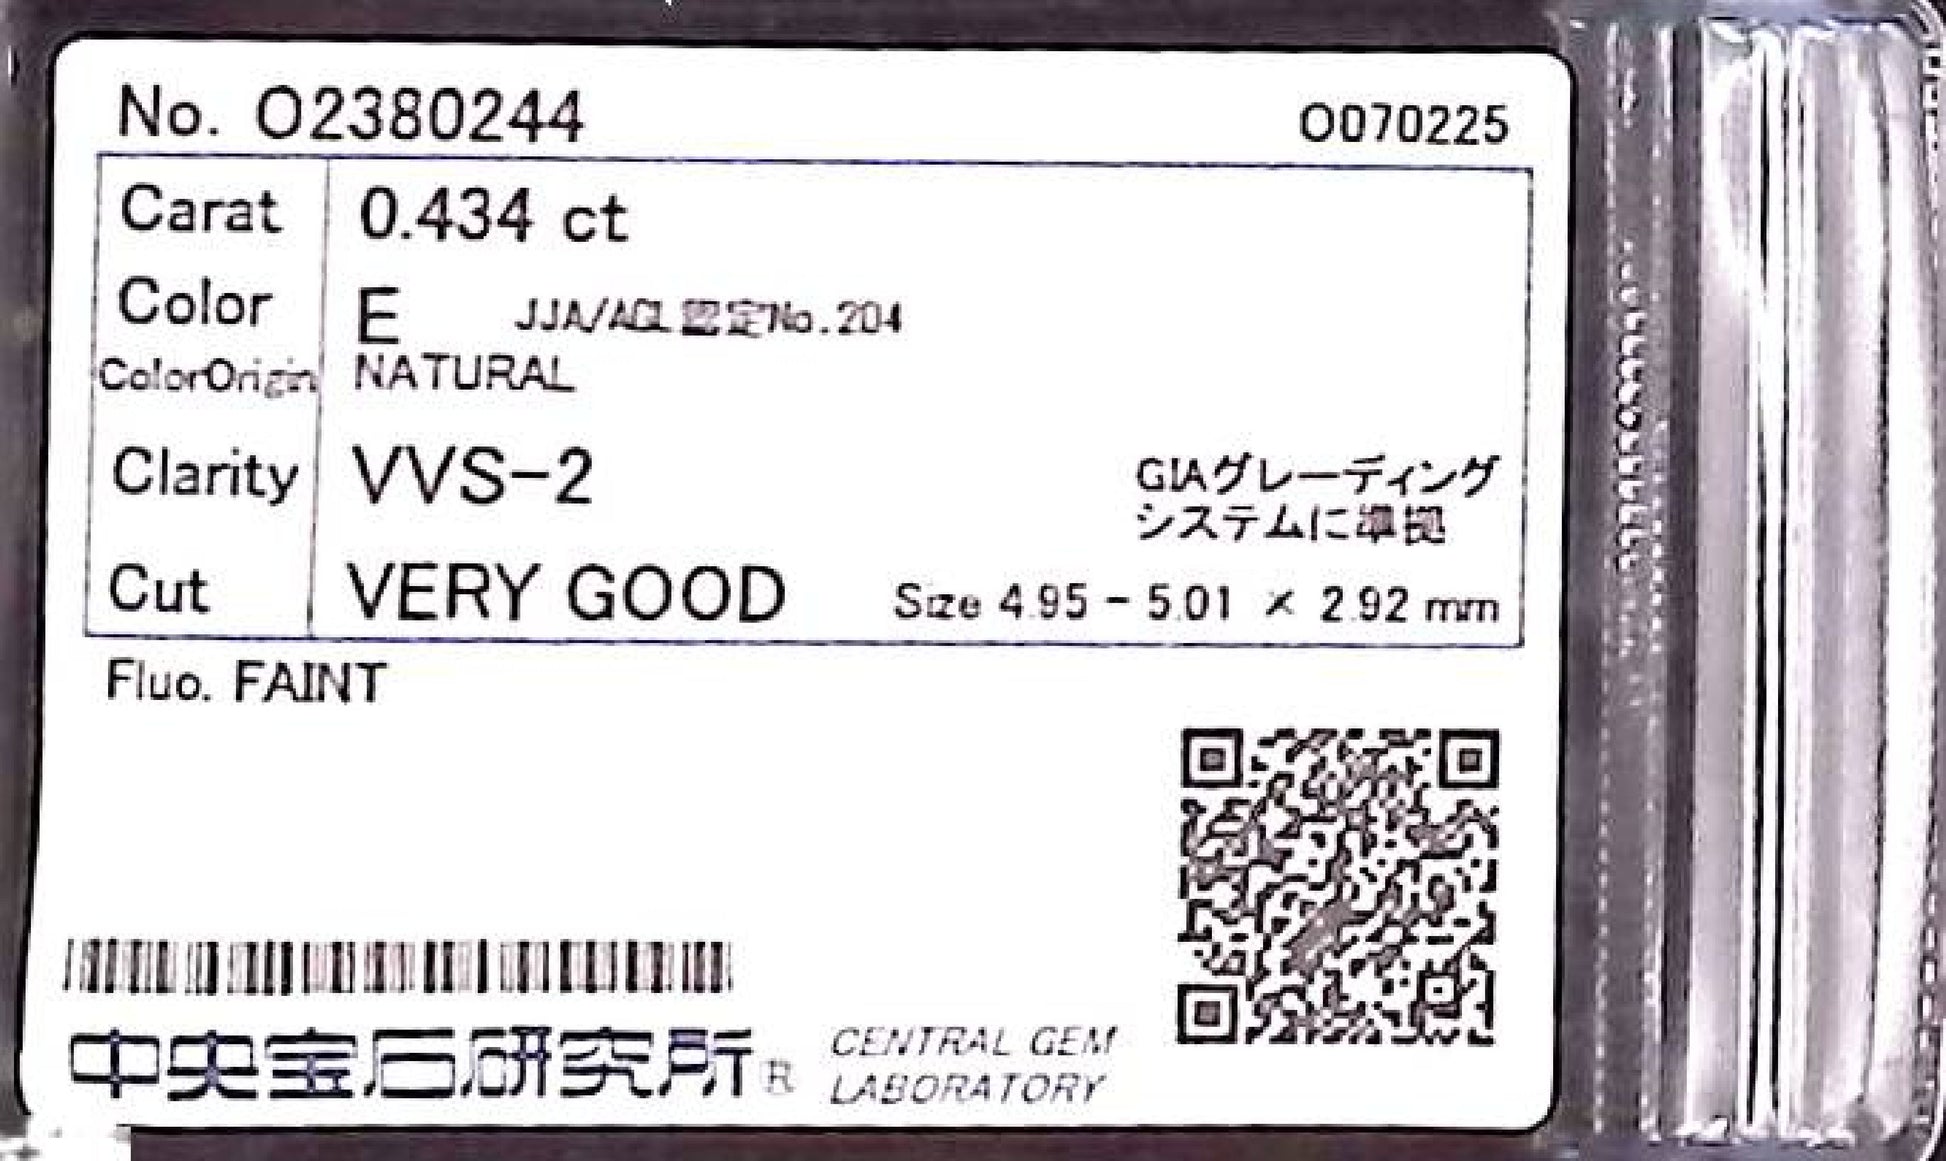 No. O2380244 O070225
Carat 0.434 ct
Color E JJA/AGL認定No.204
ColorOrigin NATURAL
Clarity VVS-2
GIAグレーディング
システムに準拠
Cut VERY GOOD Size 4.95 - 5.01 × 2.92 mm
Fluo. FAINT
中央宝石研究所® CENTRAL GEM
LABORATORY